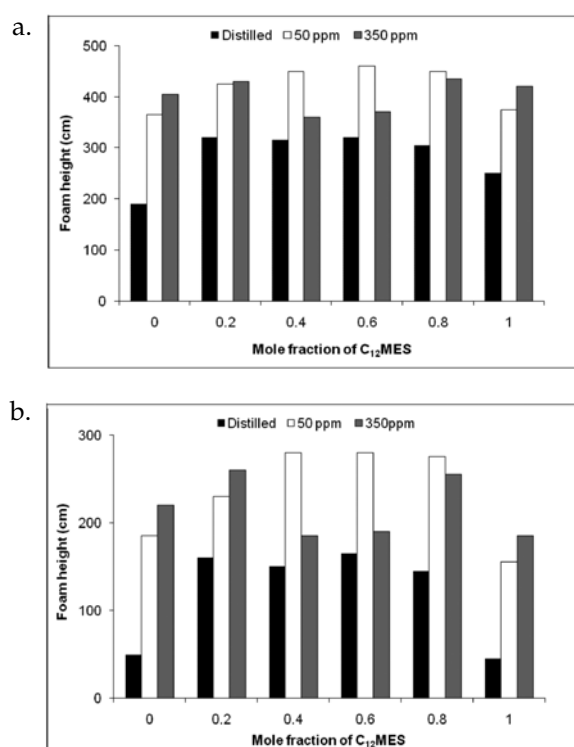 a.
Distilled 50 ppm 350 ppm
500
400
300
200
100
0
Foam height (cm)
0 0.2 0.4 0.6 0.8 1
Mole fraction of C₁₂MES
b.
Distilled 50 ppm 350ppm
300
200
100
0
Foam height (cm)
0 0.2 0.4 0.6 0.8 1
Mole fraction of C₁₂MES